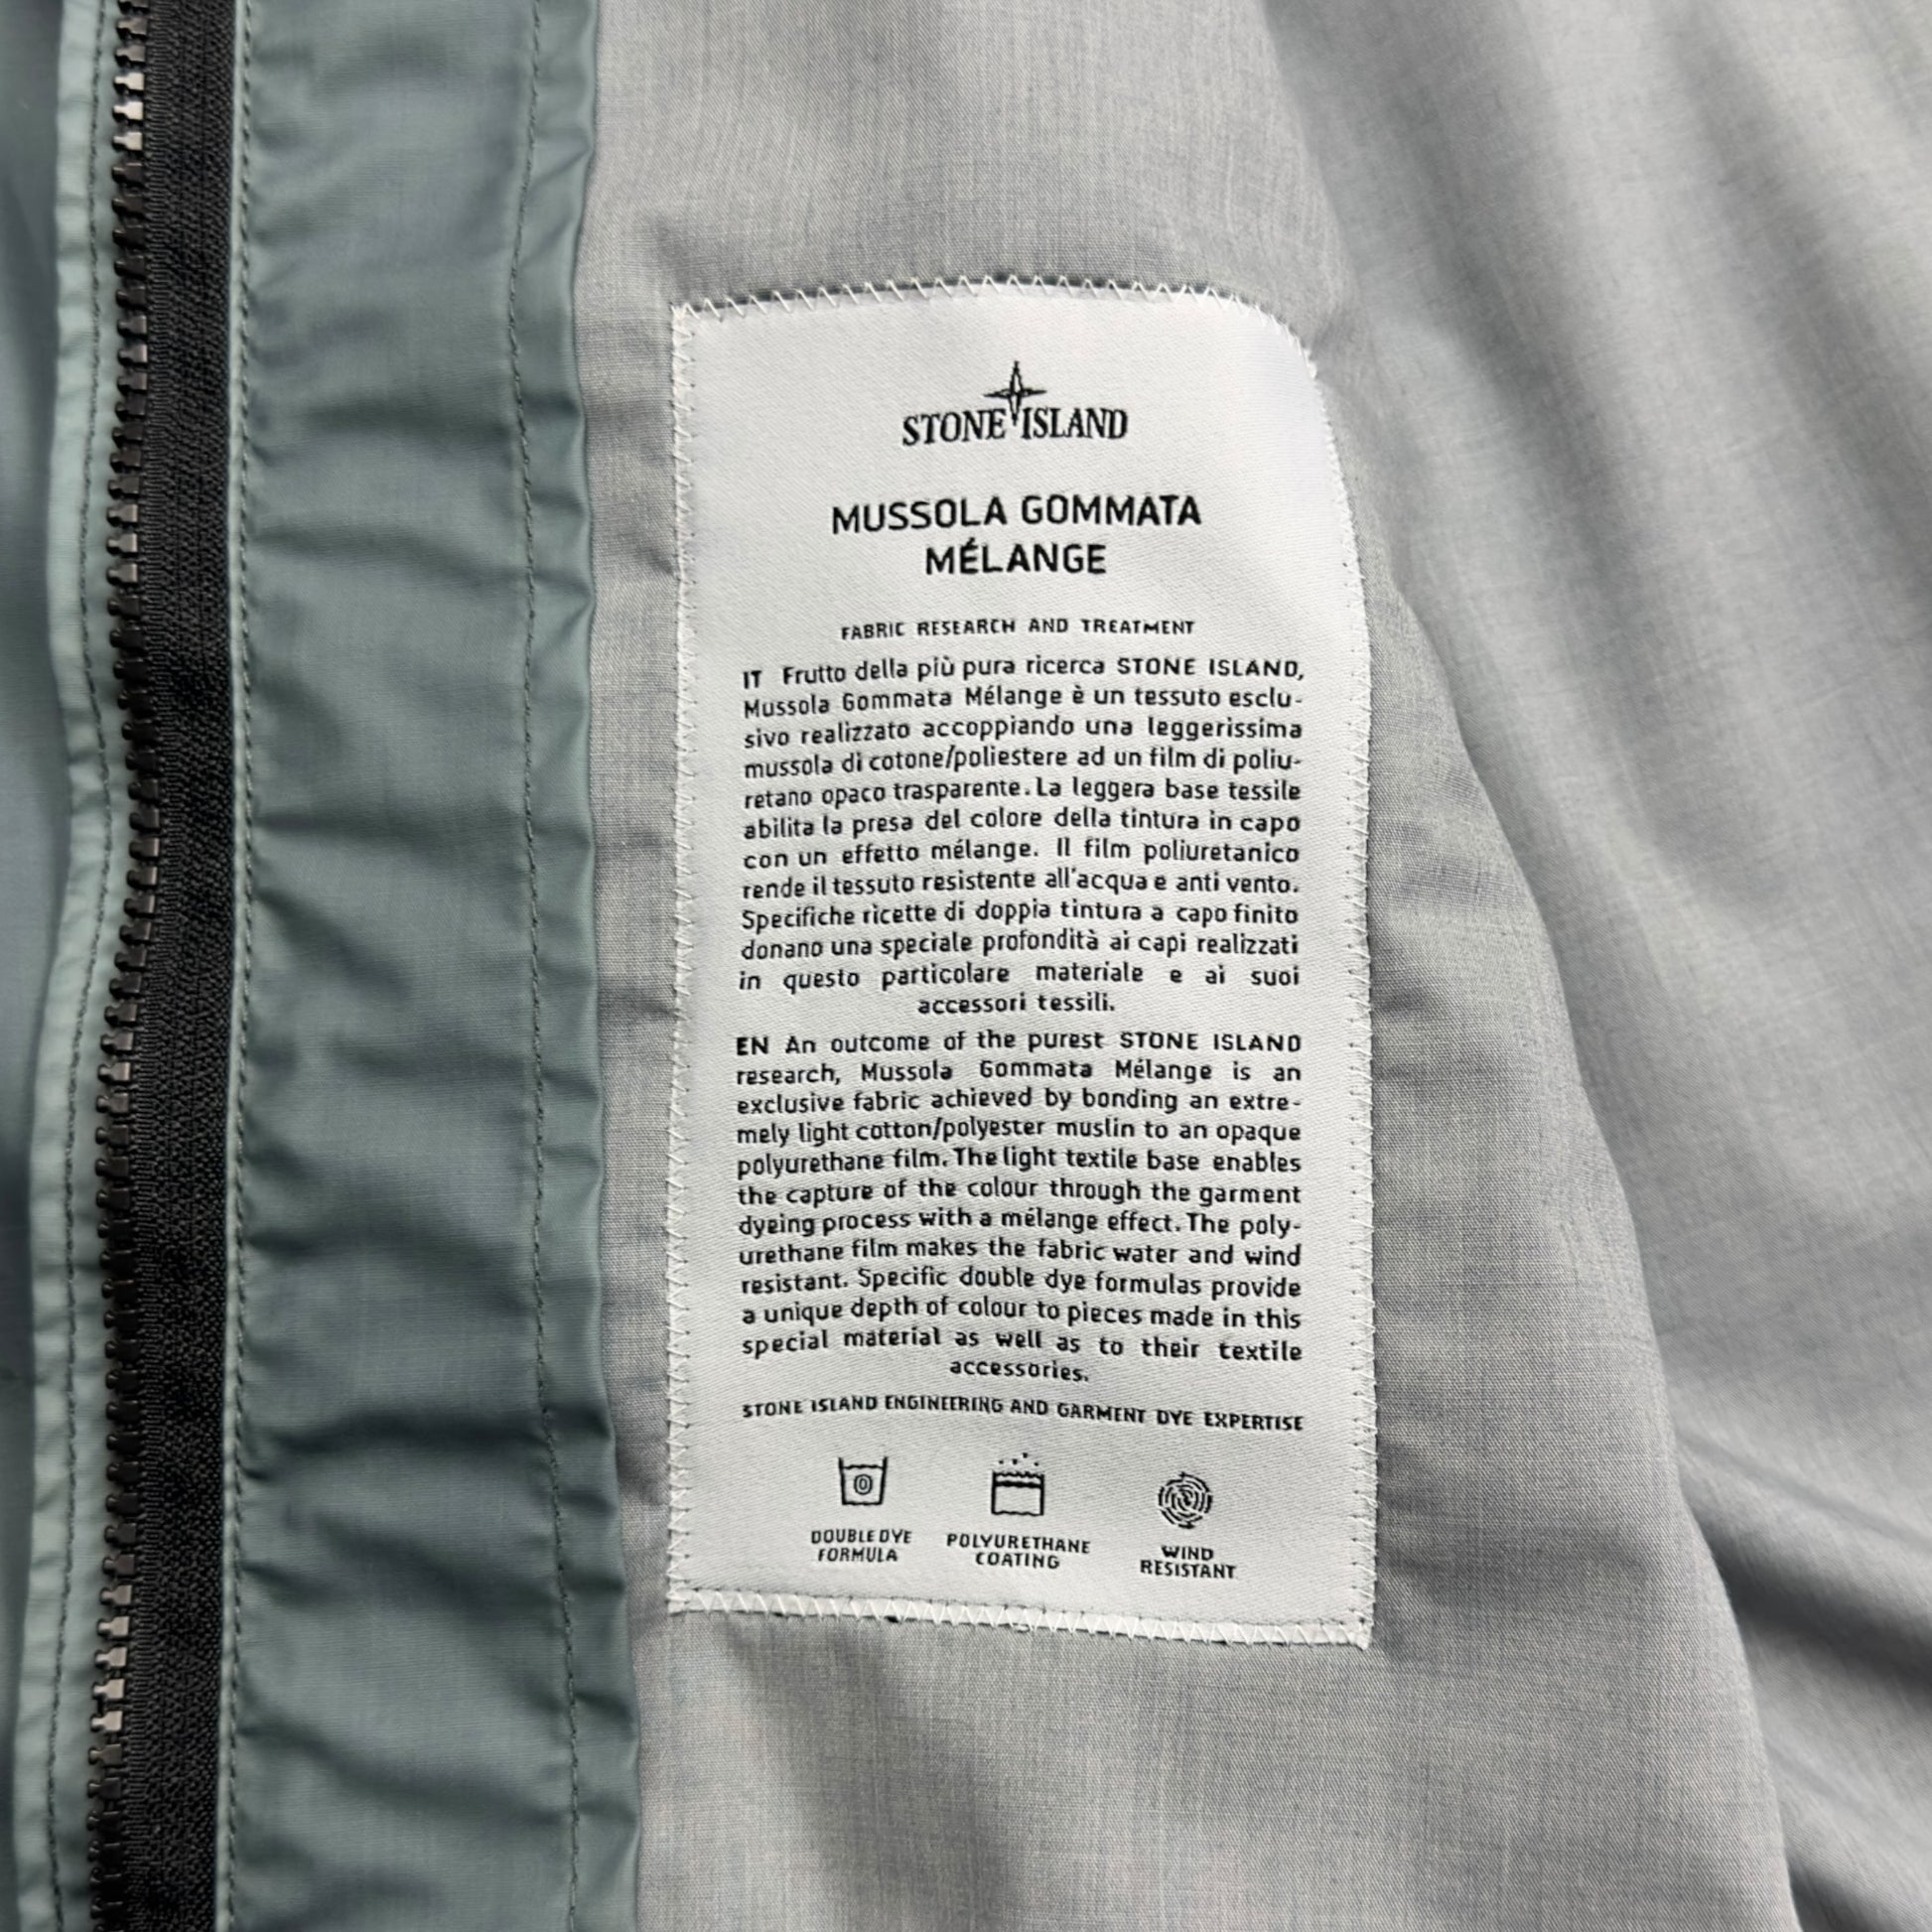 STONE ISLAND
MUSSOLA GOMMATA
MÉLANGE
FABRIC RESEARCH AND TREATMENT
IT Frutto della più pura ricerca STONE ISLAND,
Mussola Gommata Mélange è un tessuto esclu-
sivo realizzato accoppiando una leggerissima
mussola di cotone/poliestere ad un film di poliu-
retano opaco trasparente. La leggera base tessile
abilita la presa del colore della tintura in capo
con un effetto mélange. Il film poliuretanico
rende il tessuto resistente all'acqua e anti vento.
Specifiche ricette di doppia tintura a capo finito
donano una speciale profondità ai capi realizzati
in questo particolare materiale e ai suoi
accessori tessili.
EN An outcome of the purest STONE ISLAND
research, Mussola Gommata Mélange is an
exclusive fabric achieved by bonding an extre-
mely light cotton/polyester muslin to an opaque
polyurethane film. The light textile base enables
the capture of the colour through the garment
dyeing process with a mélange effect. The poly-
urethane film makes the fabric water and wind
resistant. Specific double dye formulas provide
a unique depth of colour to pieces made in this
special material as well as to their textile
accessories.
STONE ISLAND ENGINEERING AND GARMENT DYE EXPERTISE
DOUBLE DYE
FORMULA
POLYURETHANE
COATING
WIND
RESISTANT